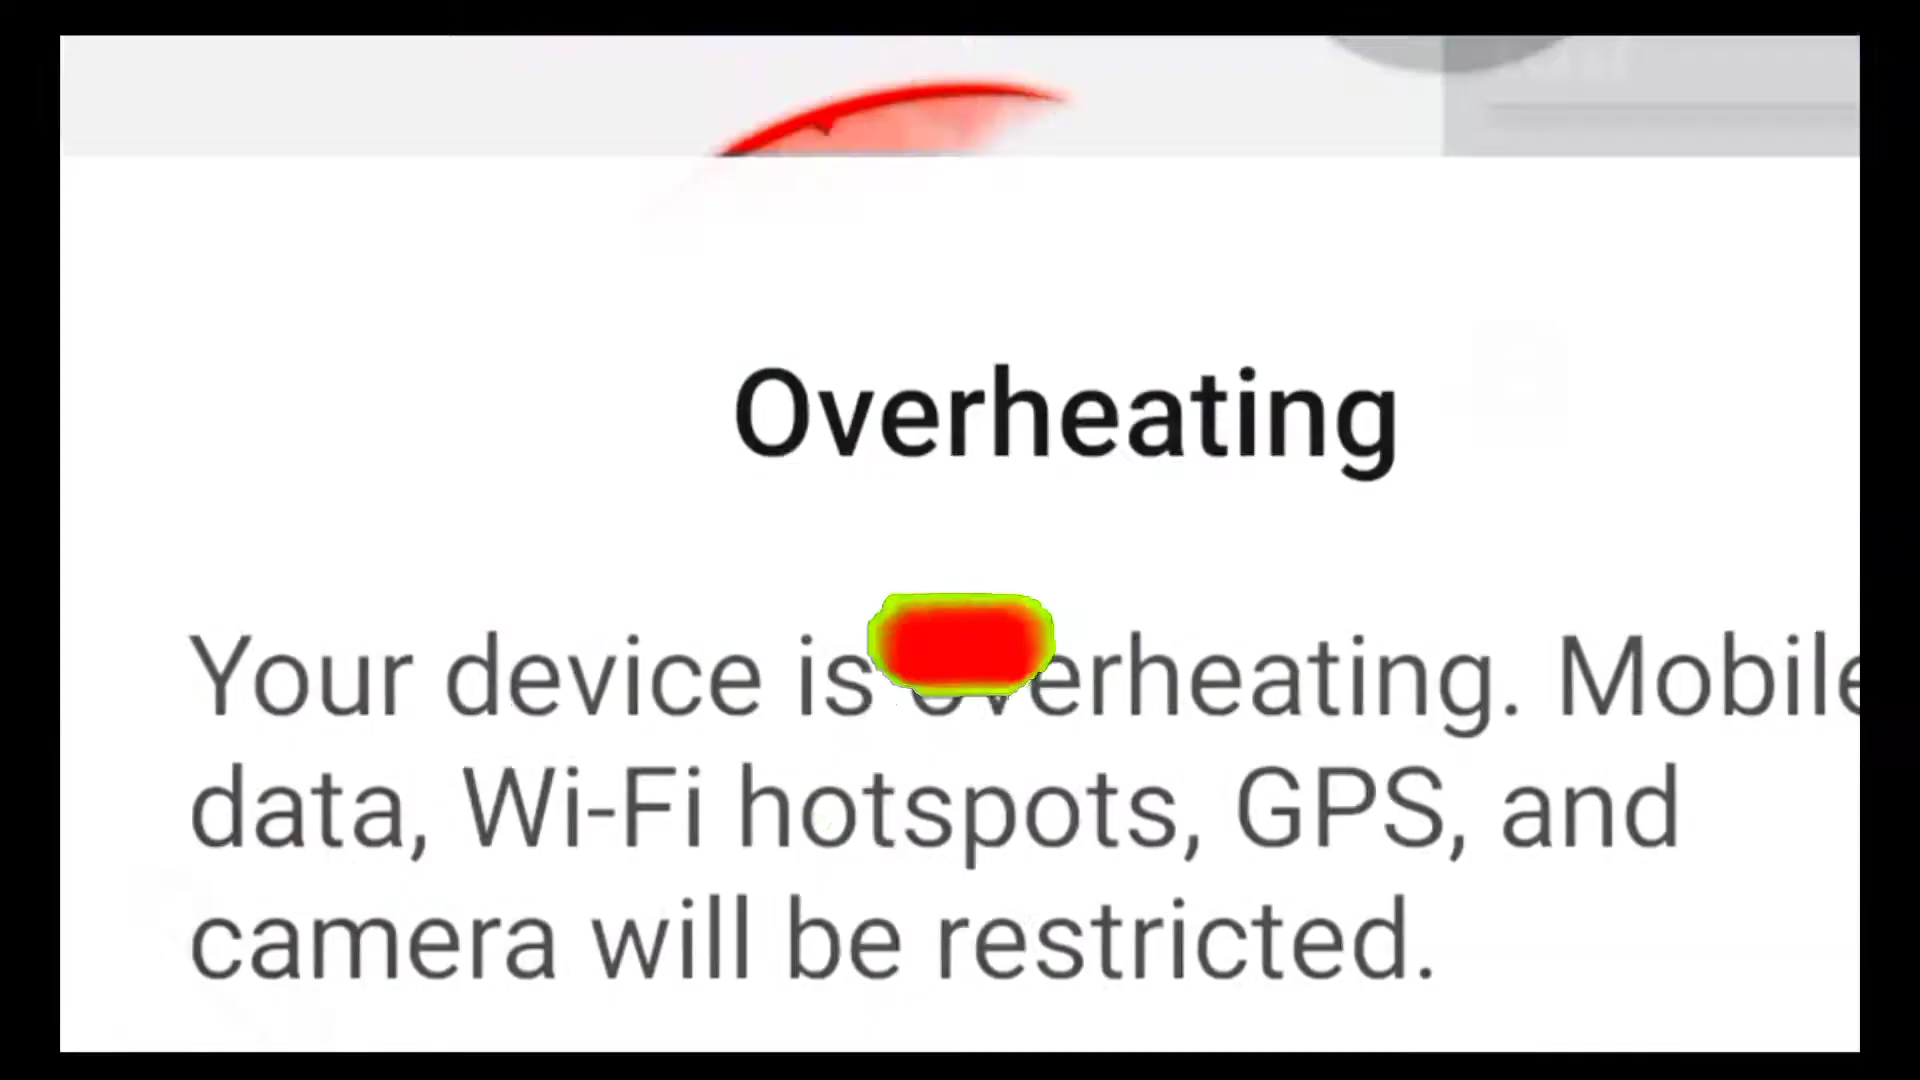 Overheating
Your device is overheating. Mobile
data, Wi-Fi hotspots, GPS, and
camera will be restricted.